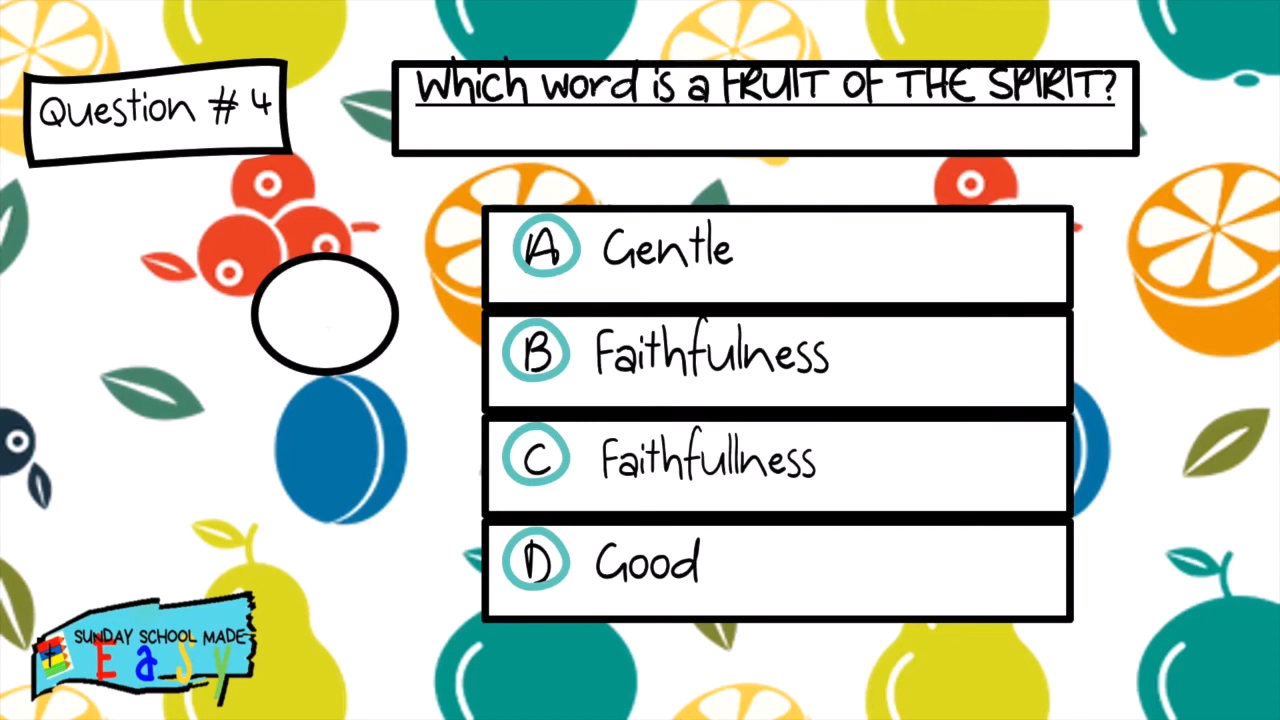 Question # 4
Which word is a FRUIT OF THE SPIRIT?
A Gentle
B Faithfulness
C Faithfullness
D Good
SUNDAY SCHOOL MADE
Easy